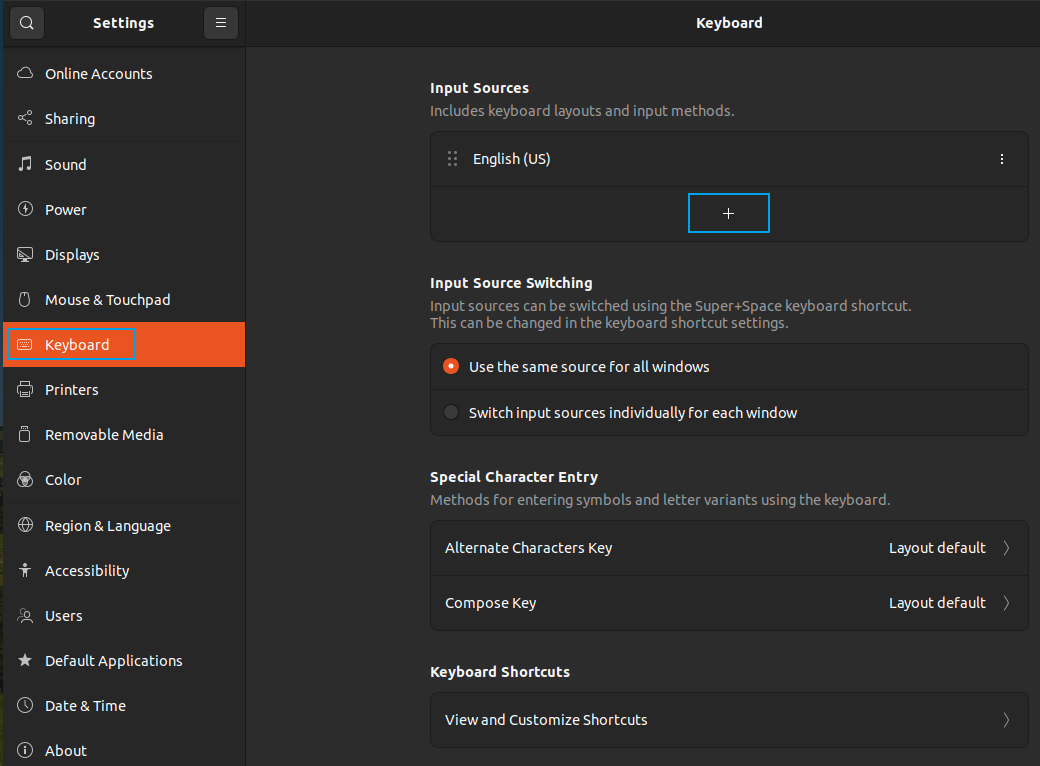 Settings
Keyboard
Online Accounts
Sharing
Sound
Power
Displays
Mouse & Touchpad
Keyboard
Printers
Removable Media
Color
Region & Language
Accessibility
Users
Default Applications
Date & Time
About
Input Sources
Includes keyboard layouts and input methods.
English (US)
Input Source Switching
Input sources can be switched using the Super+Space keyboard shortcut.
This can be changed in the keyboard shortcut settings.
Use the same source for all windows
Switch input sources individually for each window
Special Character Entry
Methods for entering symbols and letter variants using the keyboard.
Alternate Characters Key Layout default
Compose Key Layout default
Keyboard Shortcuts
View and Customize Shortcuts